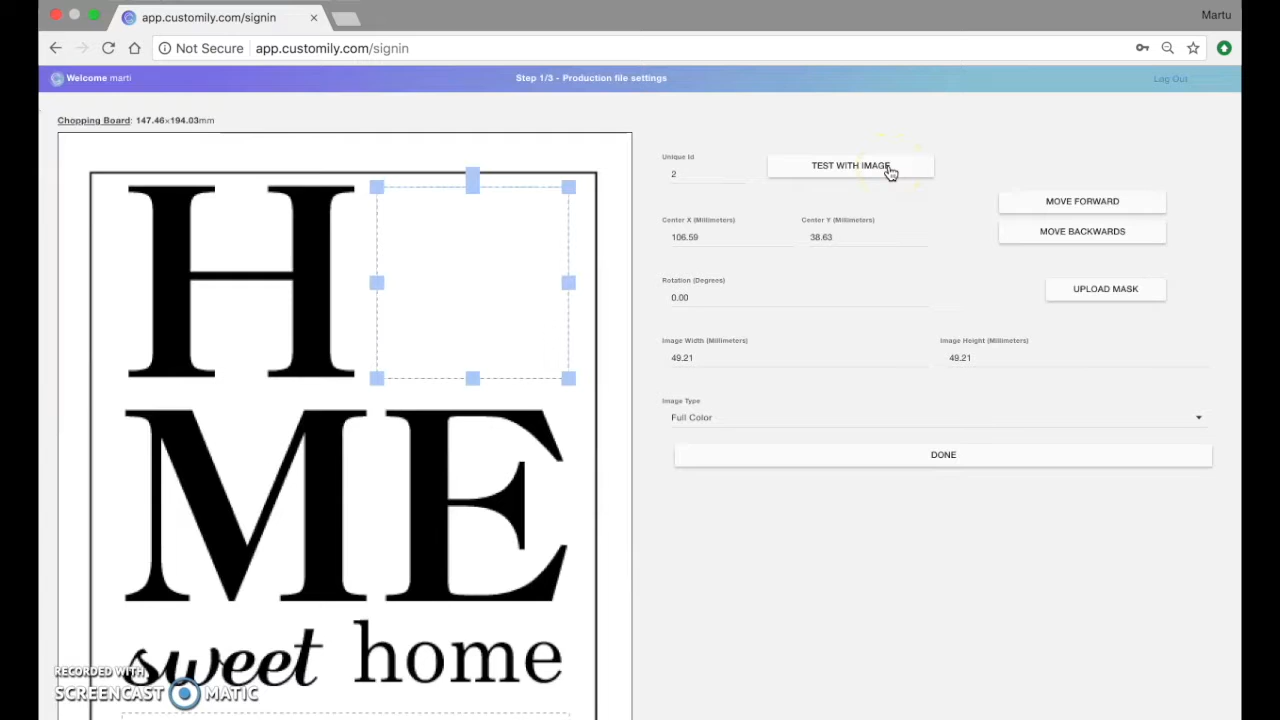 app.customily.com/signin
Martu
Not Secure
app.customily.com/signin
Welcome marti
Step 1/3 - Production file settings
Log Out
Chopping Board: 147.46×194.03mm
Unique Id
2
TEST WITH IMAGE
MOVE FORWARD
MOVE BACKWARDS
Center X (Millimeters)
106.59
Center Y (Millimeters)
38.63
Rotation (Degrees)
0.00
UPLOAD MASK
Image Width (Millimeters)
49.21
Image Height (Millimeters)
49.21
Image Type
Full Color
DONE
H
ME
sweet home
RECORDED WITH
SCREENCAST MATIC